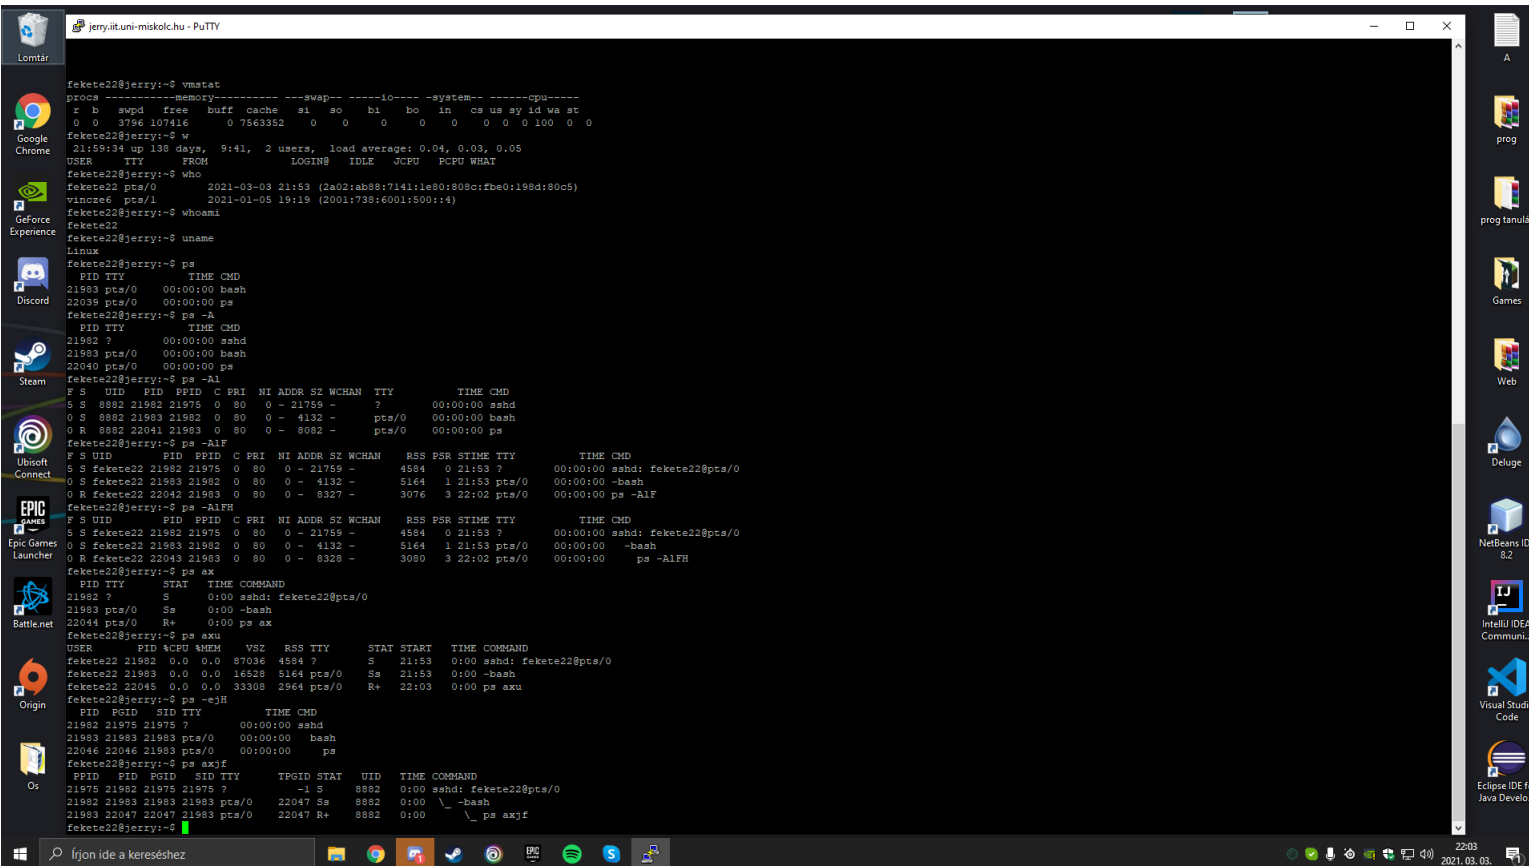 jerry.iit.uni-miskolc.hu - PuTTY
fekete22@jerry:~$ vmstat
procs -----------memory---------- ---swap-- -----io---- -system-- ------cpu-----
 r  b   swpd   free   buff  cache   si   so    bi    bo   in   cs us sy id wa st
 0  0   3796 107416      0 7563352    0    0     0     0    0    0  0  0 100  0  0
fekete22@jerry:~$ w
 21:59:34 up 138 days,  9:41,  2 users,  load average: 0.04, 0.03, 0.05
USER     TTY      FROM             LOGIN@   IDLE   JCPU   PCPU WHAT
fekete22@jerry:~$ who
fekete22 pts/0        2021-03-03 21:53 (2a02:ab88:7141:1e80:808c:fbe0:198d:80c5)
vincze6  pts/1        2021-01-05 19:19 (2001:738:6001:500::4)
fekete22@jerry:~$ whoami
fekete22
fekete22@jerry:~$ uname
Linux
fekete22@jerry:~$ ps
  PID TTY          TIME CMD
21983 pts/0    00:00:00 bash
22039 pts/0    00:00:00 ps
fekete22@jerry:~$ ps -A
  PID TTY          TIME CMD
21982 ?        00:00:00 sshd
21983 pts/0    00:00:00 bash
22040 pts/0    00:00:00 ps
fekete22@jerry:~$ ps -Al
F S   UID   PID  PPID  C PRI  NI ADDR SZ WCHAN  TTY          TIME CMD
5 S  8882 21982 21975  0  80   0 - 21759 -      ?        00:00:00 sshd
0 S  8882 21983 21982  0  80   0 -  4132 -      pts/0    00:00:00 bash
0 R  8882 22041 21983  0  80   0 -  8082 -      pts/0    00:00:00 ps
fekete22@jerry:~$ ps -AlF
F S UID        PID  PPID  C PRI  NI ADDR SZ WCHAN    RSS PSR STIME TTY          TIME CMD
5 S fekete22 21982 21975  0  80   0 - 21759 -       4584   0 21:53 ?        00:00:00 sshd: fekete22@pts/0
0 S fekete22 21983 21982  0  80   0 -  4132 -       5164   1 21:53 pts/0    00:00:00 -bash
0 R fekete22 22042 21983  0  80   0 -  8327 -       3076   3 22:02 pts/0    00:00:00 ps -AlF
fekete22@jerry:~$ ps -AlFH
F S UID        PID  PPID  C PRI  NI ADDR SZ WCHAN    RSS PSR STIME TTY          TIME CMD
5 S fekete22 21982 21975  0  80   0 - 21759 -       4584   0 21:53 ?        00:00:00 sshd: fekete22@pts/0
0 S fekete22 21983 21982  0  80   0 -  4132 -       5164   1 21:53 pts/0    00:00:00   -bash
0 R fekete22 22043 21983  0  80   0 -  8328 -       3080   3 22:02 pts/0    00:00:00     ps -AlFH
fekete22@jerry:~$ ps ax
  PID TTY      STAT   TIME COMMAND
21982 ?        S      0:00 sshd: fekete22@pts/0
21983 pts/0    Ss     0:00 -bash
22044 pts/0    R+     0:00 ps ax
fekete22@jerry:~$ ps axu
USER       PID %CPU %MEM    VSZ   RSS TTY      STAT START   TIME COMMAND
fekete22 21982  0.0  0.0  87036  4584 ?        S    21:53   0:00 sshd: fekete22@pts/0
fekete22 21983  0.0  0.0  16528  5164 pts/0    Ss   21:53   0:00 -bash
fekete22 22045  0.0  0.0  33308  2964 pts/0    R+   22:03   0:00 ps axu
fekete22@jerry:~$ ps -ejH
  PID  PGID   SID TTY          TIME CMD
21982 21975 21975 ?        00:00:00 sshd
21983 21983 21983 pts/0    00:00:00   bash
22046 22046 21983 pts/0    00:00:00     ps
fekete22@jerry:~$ ps axjf
 PPID   PID  PGID   SID TTY      TPGID STAT   UID   TIME COMMAND
21975 21982 21975 21975 ?           -1 S     8882   0:00 sshd: fekete22@pts/0
21982 21983 21983 21983 pts/0    22047 Ss    8882   0:00  \_ -bash
21983 22047 22047 21983 pts/0    22047 R+    8882   0:00      \_ ps axjf
fekete22@jerry:~$
Lomtár
Google
Chrome
GeForce
Experience
Discord
Steam
Ubisoft
Connect
EPIC
GAMES
Epic Games
Launcher
Battle.net
Origin
Os
A
prog
prog tanulá
Games
Web
Deluge
NetBeans ID
8.2
IJ
IntelliJ IDEA
Communi...
Visual Studi
Code
Eclipse IDE f
Java Develo...
Írjon ide a kereséshez
EPIC
22:03
2021. 03. 03.